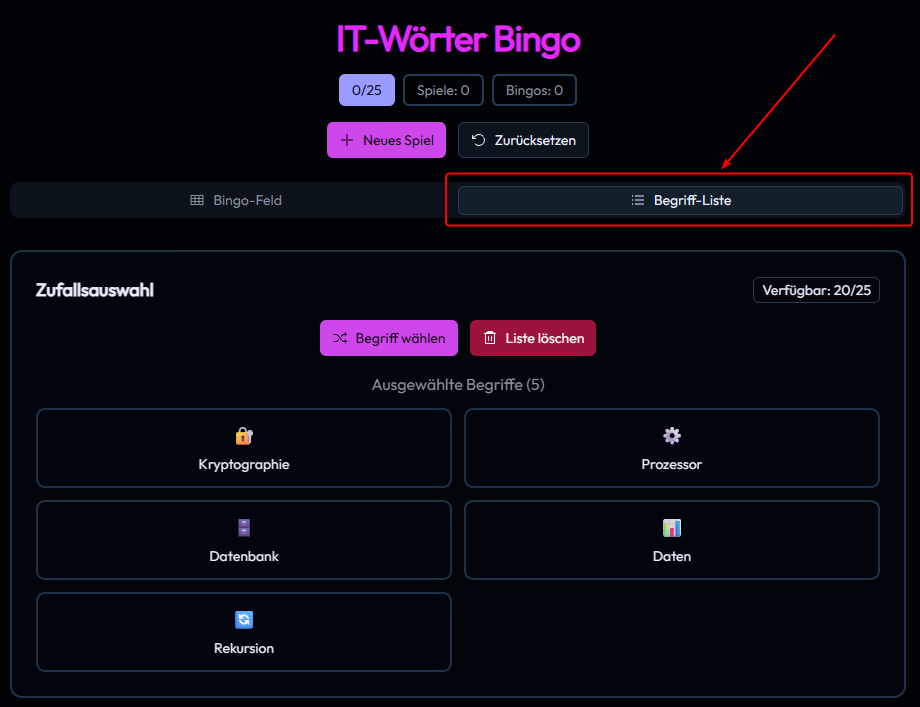 IT-Wörter Bingo
0/25 Spiele: 0 Bingos: 0
Neues Spiel Zurücksetzen
Bingo-Feld Begriff-Liste
Zufallsauswahl Verfügbar: 20/25
Begriff wählen Liste löschen
Ausgewählte Begriffe (5)
Kryptographie Prozessor
Datenbank Daten
Rekursion